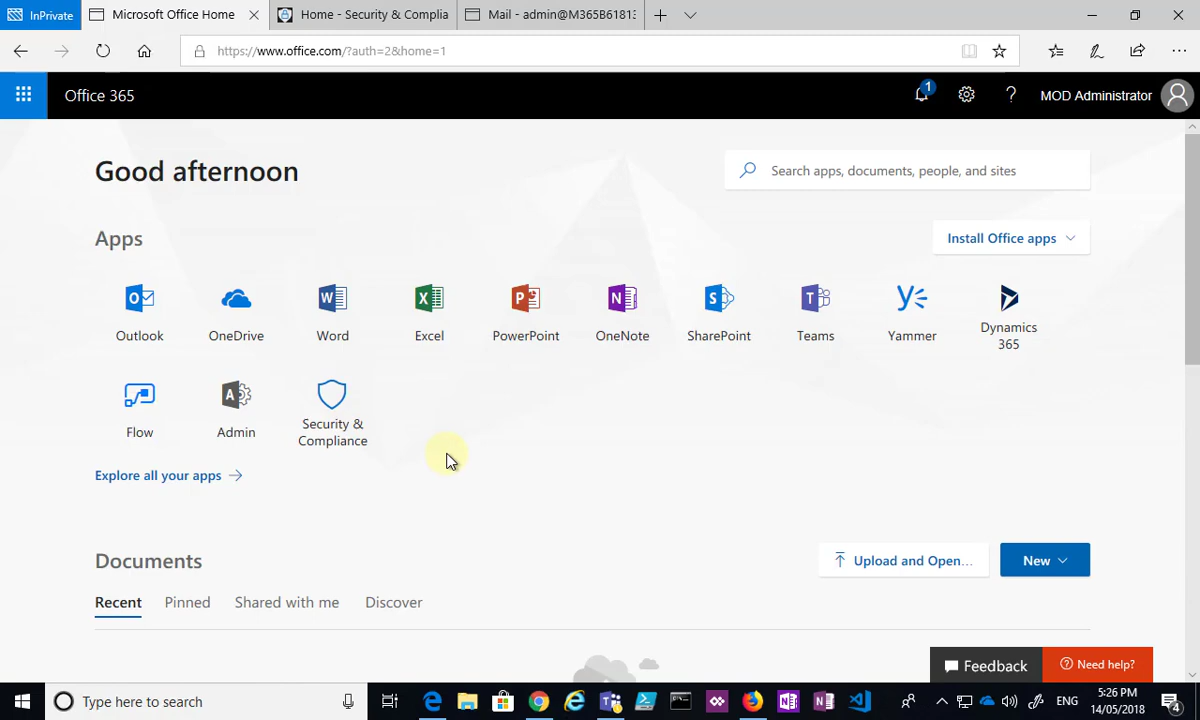 InPrivate
Microsoft Office Home
Home - Security & Complia
Mail - admin@M365B61813
https://www.office.com/?auth=2&home=1
Office 365
1
?
MOD Administrator
Good afternoon
Search apps, documents, people, and sites
Apps
Install Office apps
Outlook
OneDrive
Word
Excel
PowerPoint
OneNote
SharePoint
Teams
Yammer
Dynamics
365
Flow
Admin
Security &
Compliance
Explore all your apps
Documents
Upload and Open...
New
Recent
Pinned
Shared with me
Discover
Feedback
Need help?
Type here to search
ENG
5:26 PM
14/05/2018
4